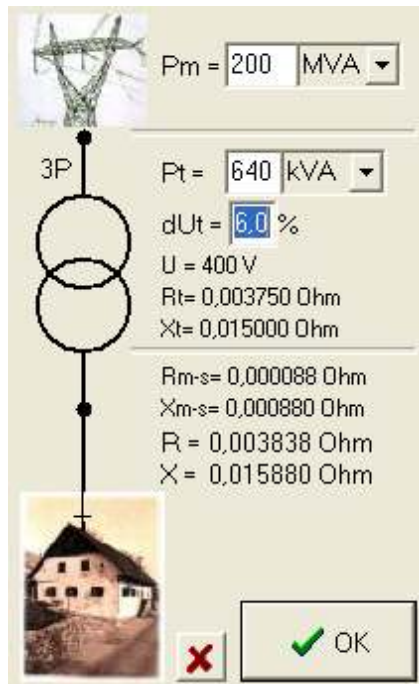 Pm = 200 MVA
3P
Pt = 640 kVA
dUt = 6,0 %
U = 400 V
Rt= 0,003750 Ohm
Xt= 0,015000 Ohm
Rm-s= 0,000088 Ohm
Xm-s= 0,000880 Ohm
R = 0,003838 Ohm
X = 0,015880 Ohm
OK